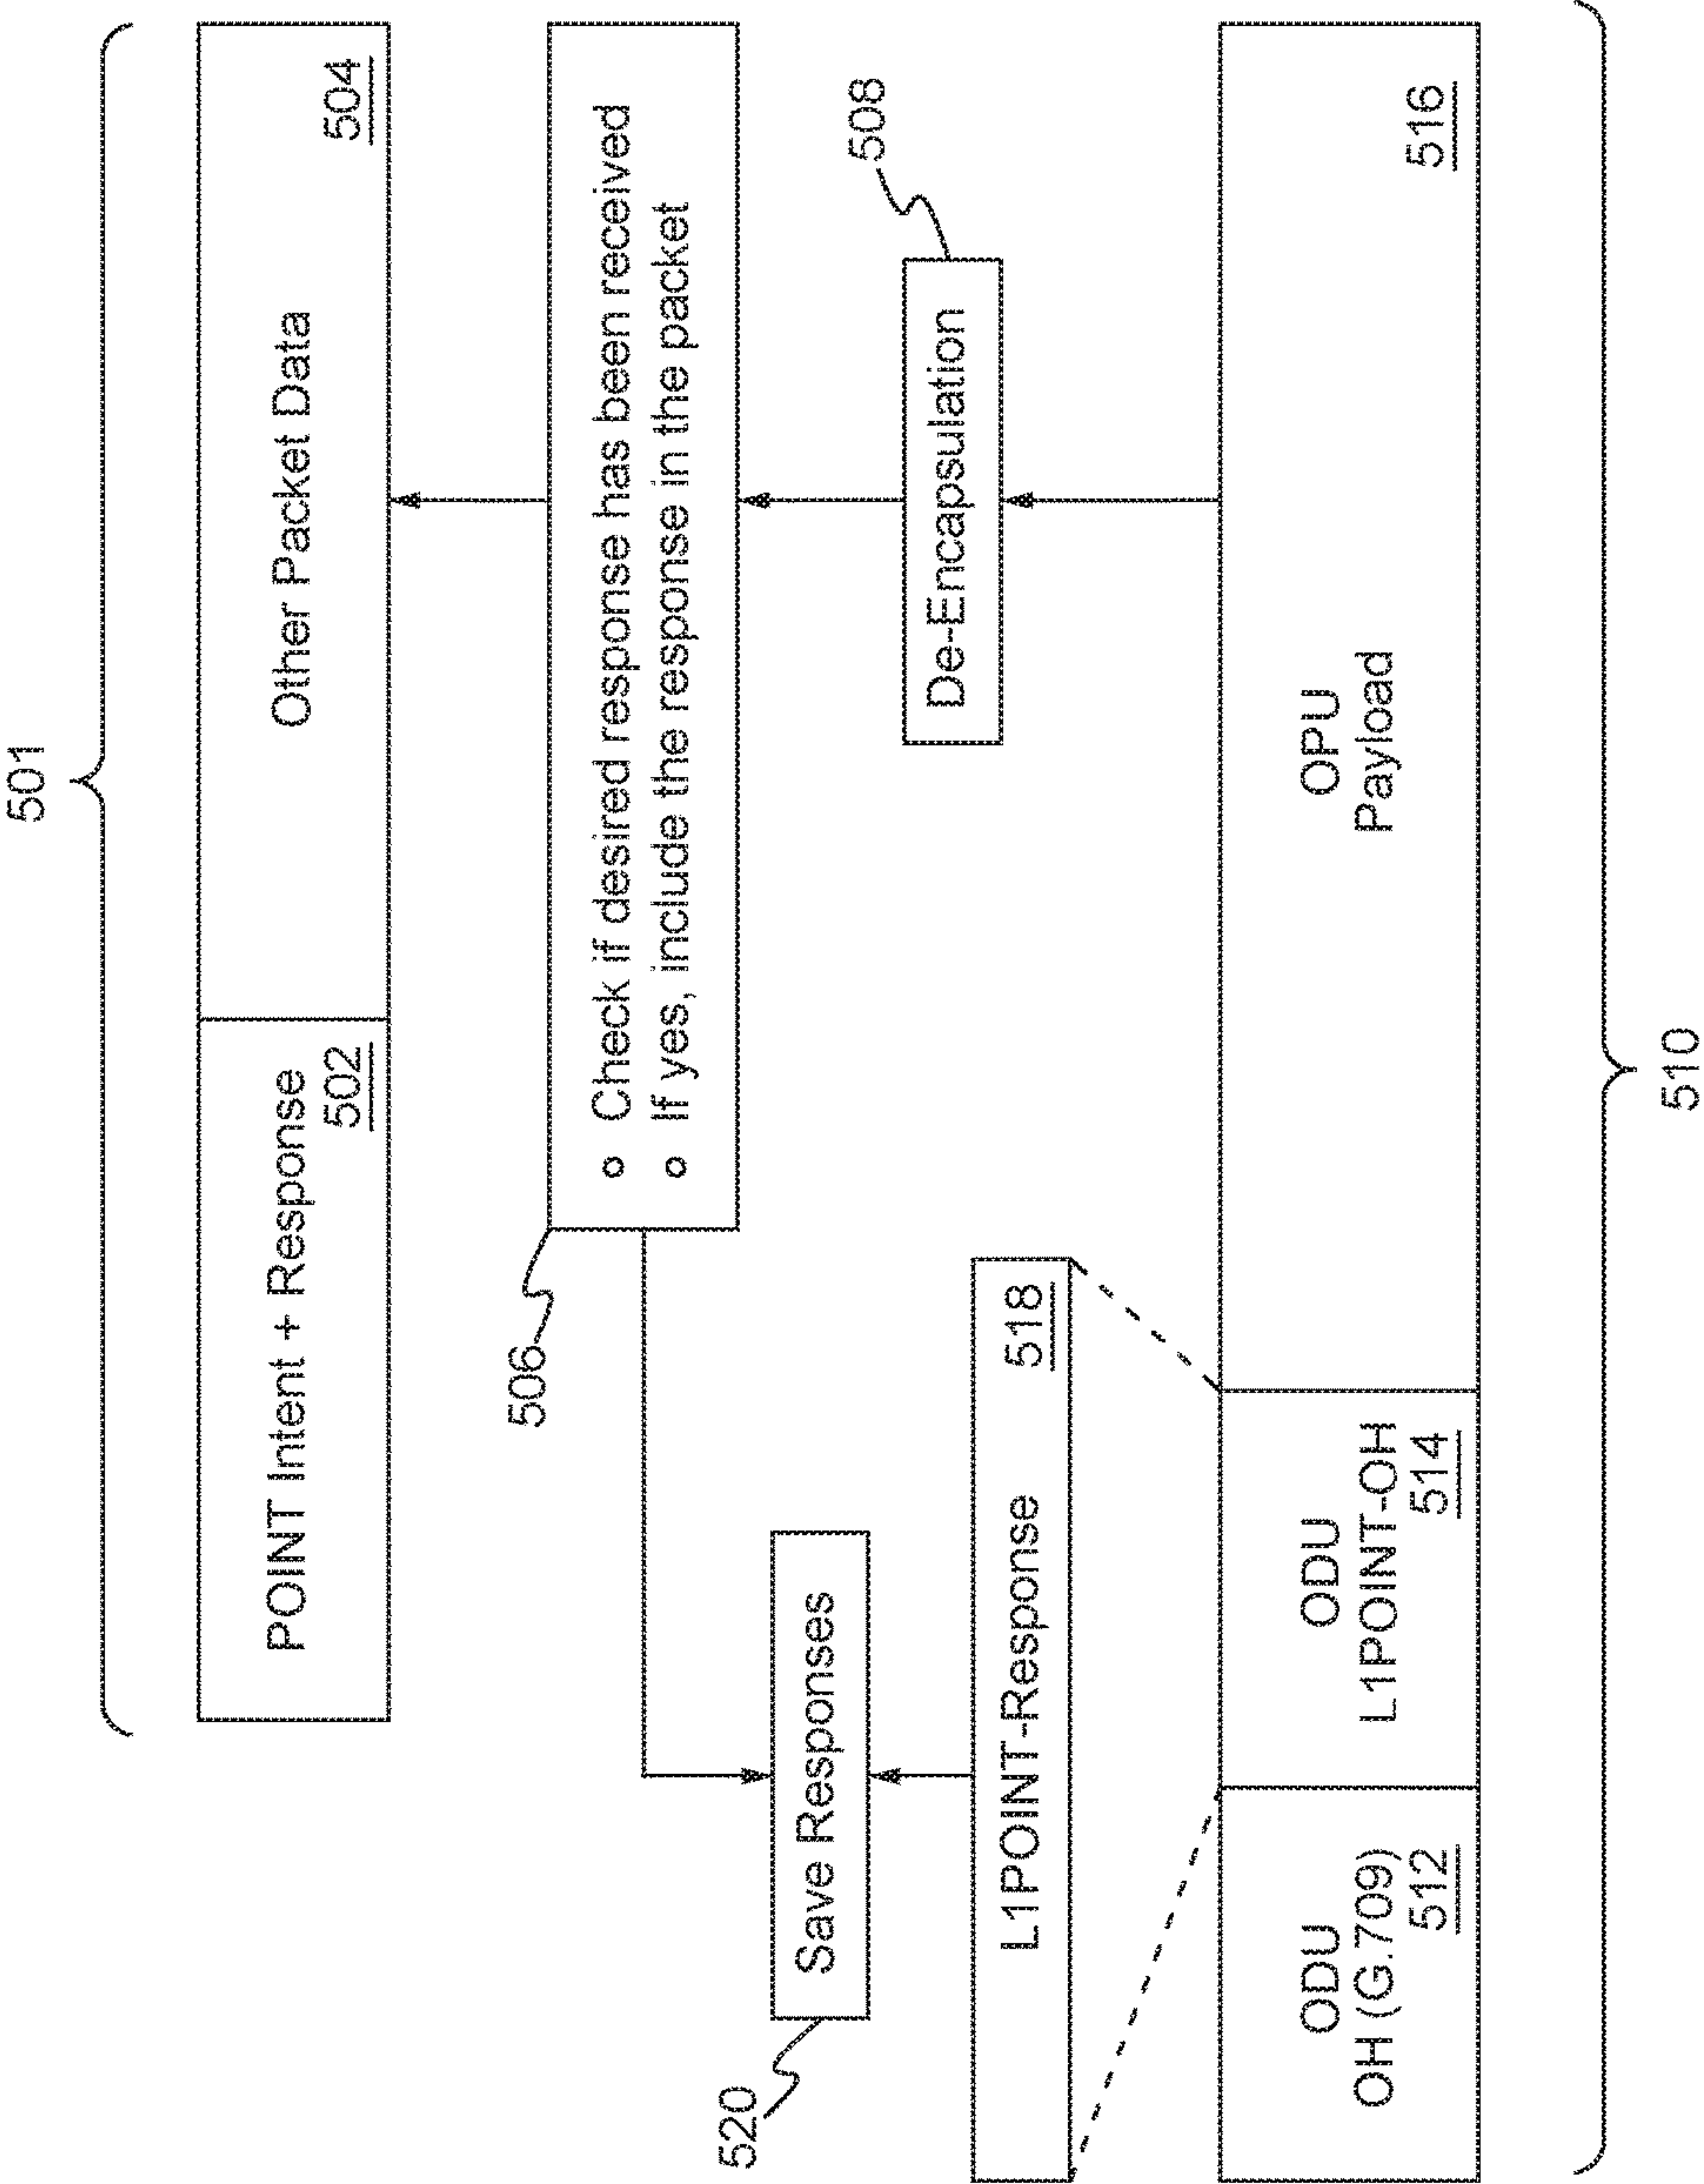 501
POINT Intent + Response
502
Other Packet Data
504
506
○ Check if desired response has been received
○ If yes, include the response in the packet
520
Save Responses
De-Encapsulation
508
L1POINT-Response
518
ODU
OH (G.709)
512
ODU
L1POINT-OH
514
OPU
Payload
516
510